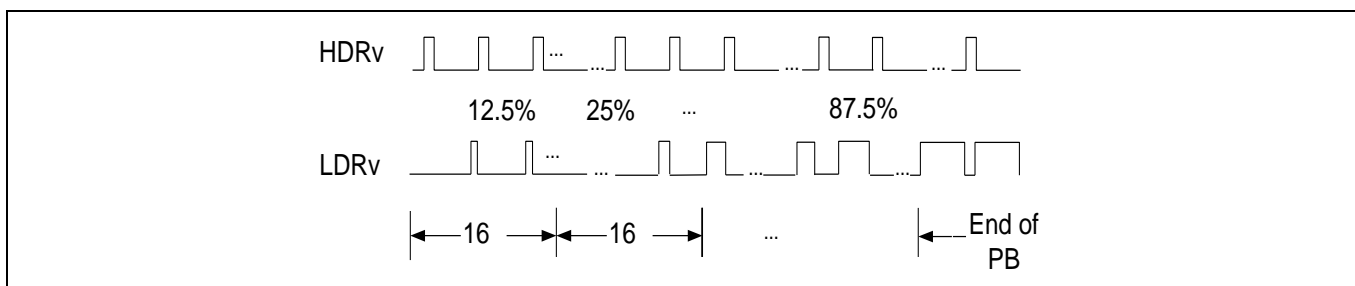 HDRv
... ... ... ...
12.5% 25% ... 87.5%
LDRv
... ... ... ...
16 16 ... End of
PB